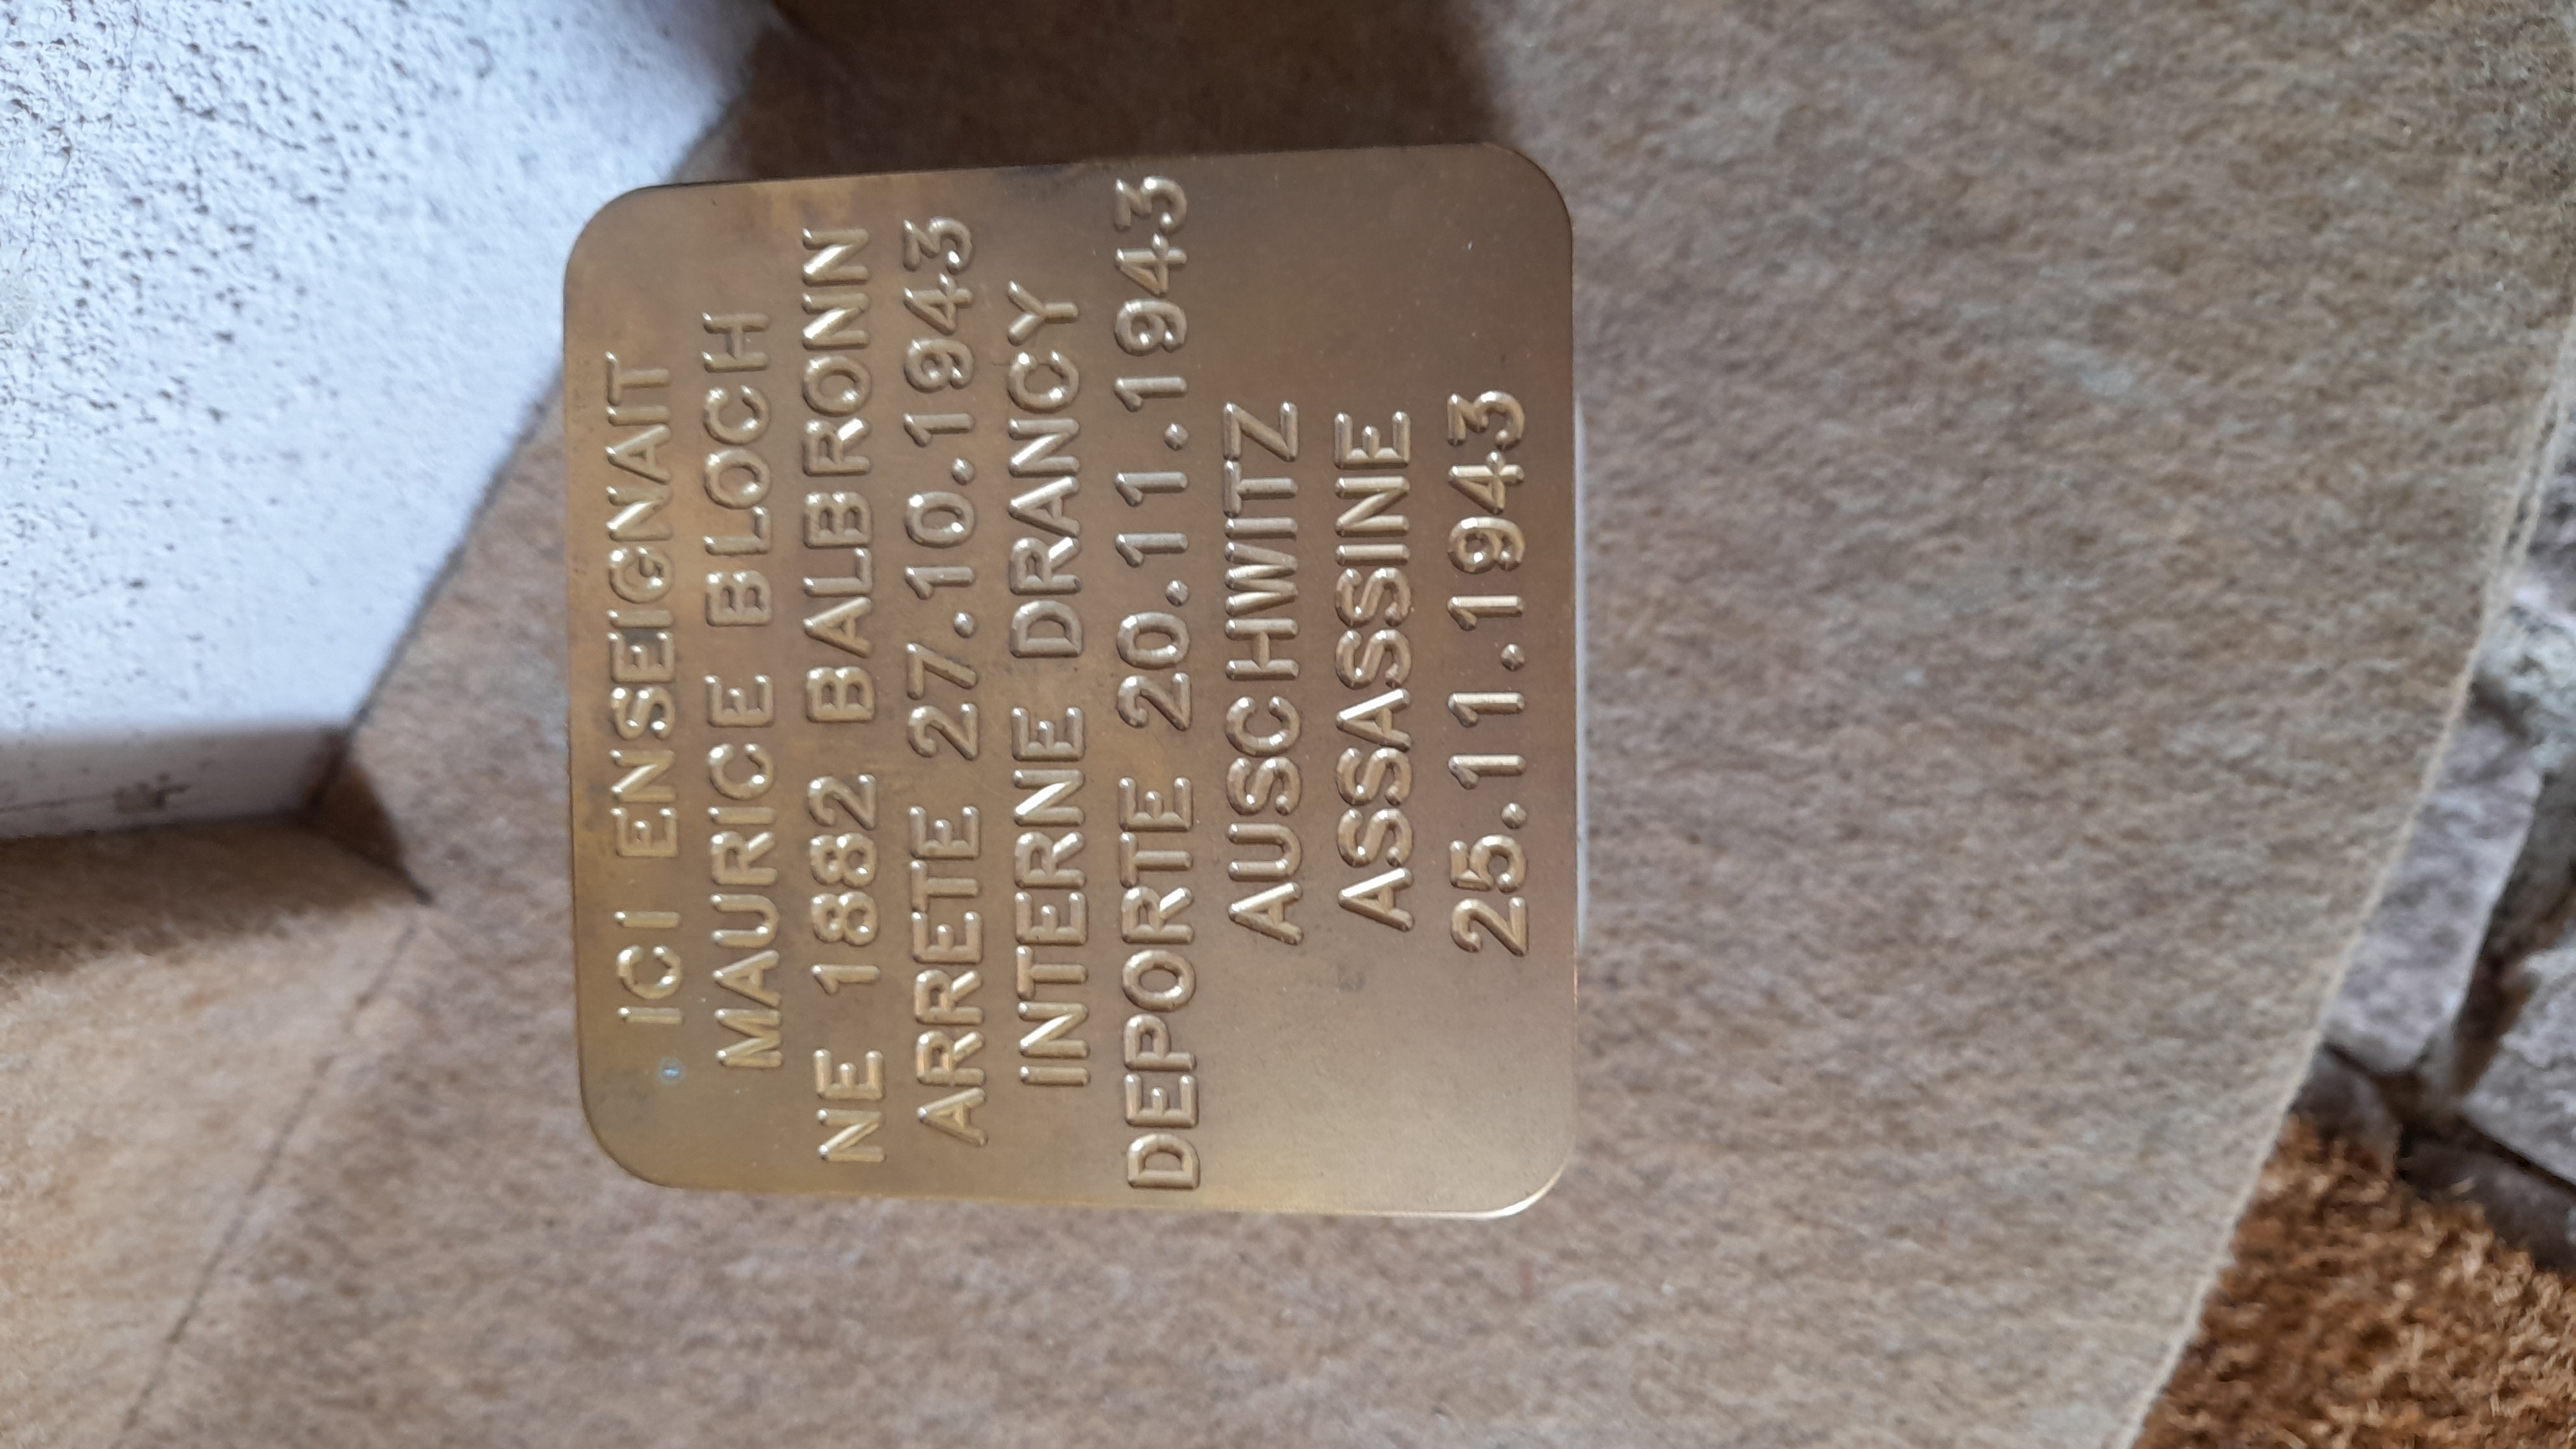 ICI ENSEIGNAIT
MAURICE BLOCH
NE 1882 BALBRONN
ARRETE 27.10.1943
INTERNE DRANCY
DEPORTE 20.11.1943
AUSCHWITZ
ASSASSINE
25.11.1943